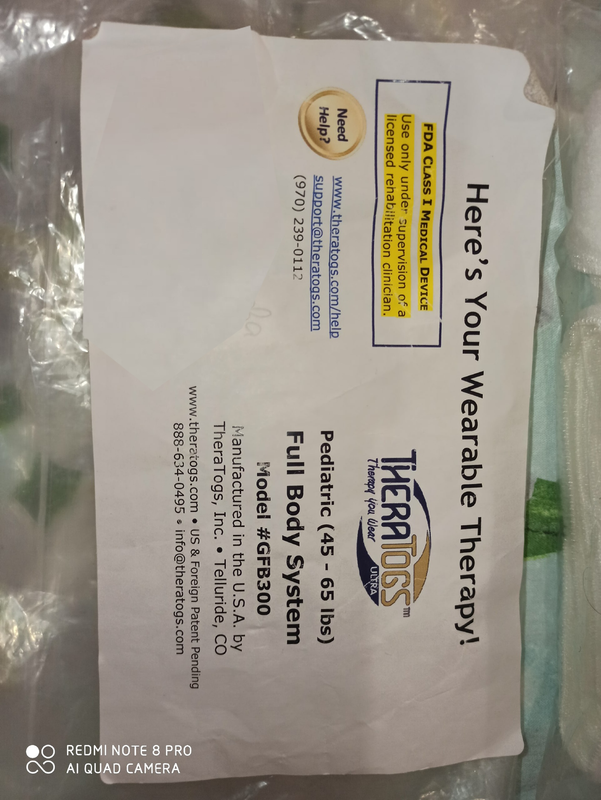 Here's Your Wearable Therapy!
FDA CLASS I MEDICAL DEVICE
Use only under supervision of a
licensed rehabilitation clinician.
Need
Help?
www.theratogs.com/help
support@theratogs.com
(970) 239-0112
THERATOGS™
Therapy you Wear
ULTRA
Pediatric (45 - 65 lbs)
Full Body System
Model #GFB300
Manufactured in the U.S.A. by
TheraTogs, Inc. • Telluride, CO
www.theratogs.com • US & Foreign Patent Pending
888-634-0495 • info@theratogs.com
REDMI NOTE 8 PRO
AI QUAD CAMERA